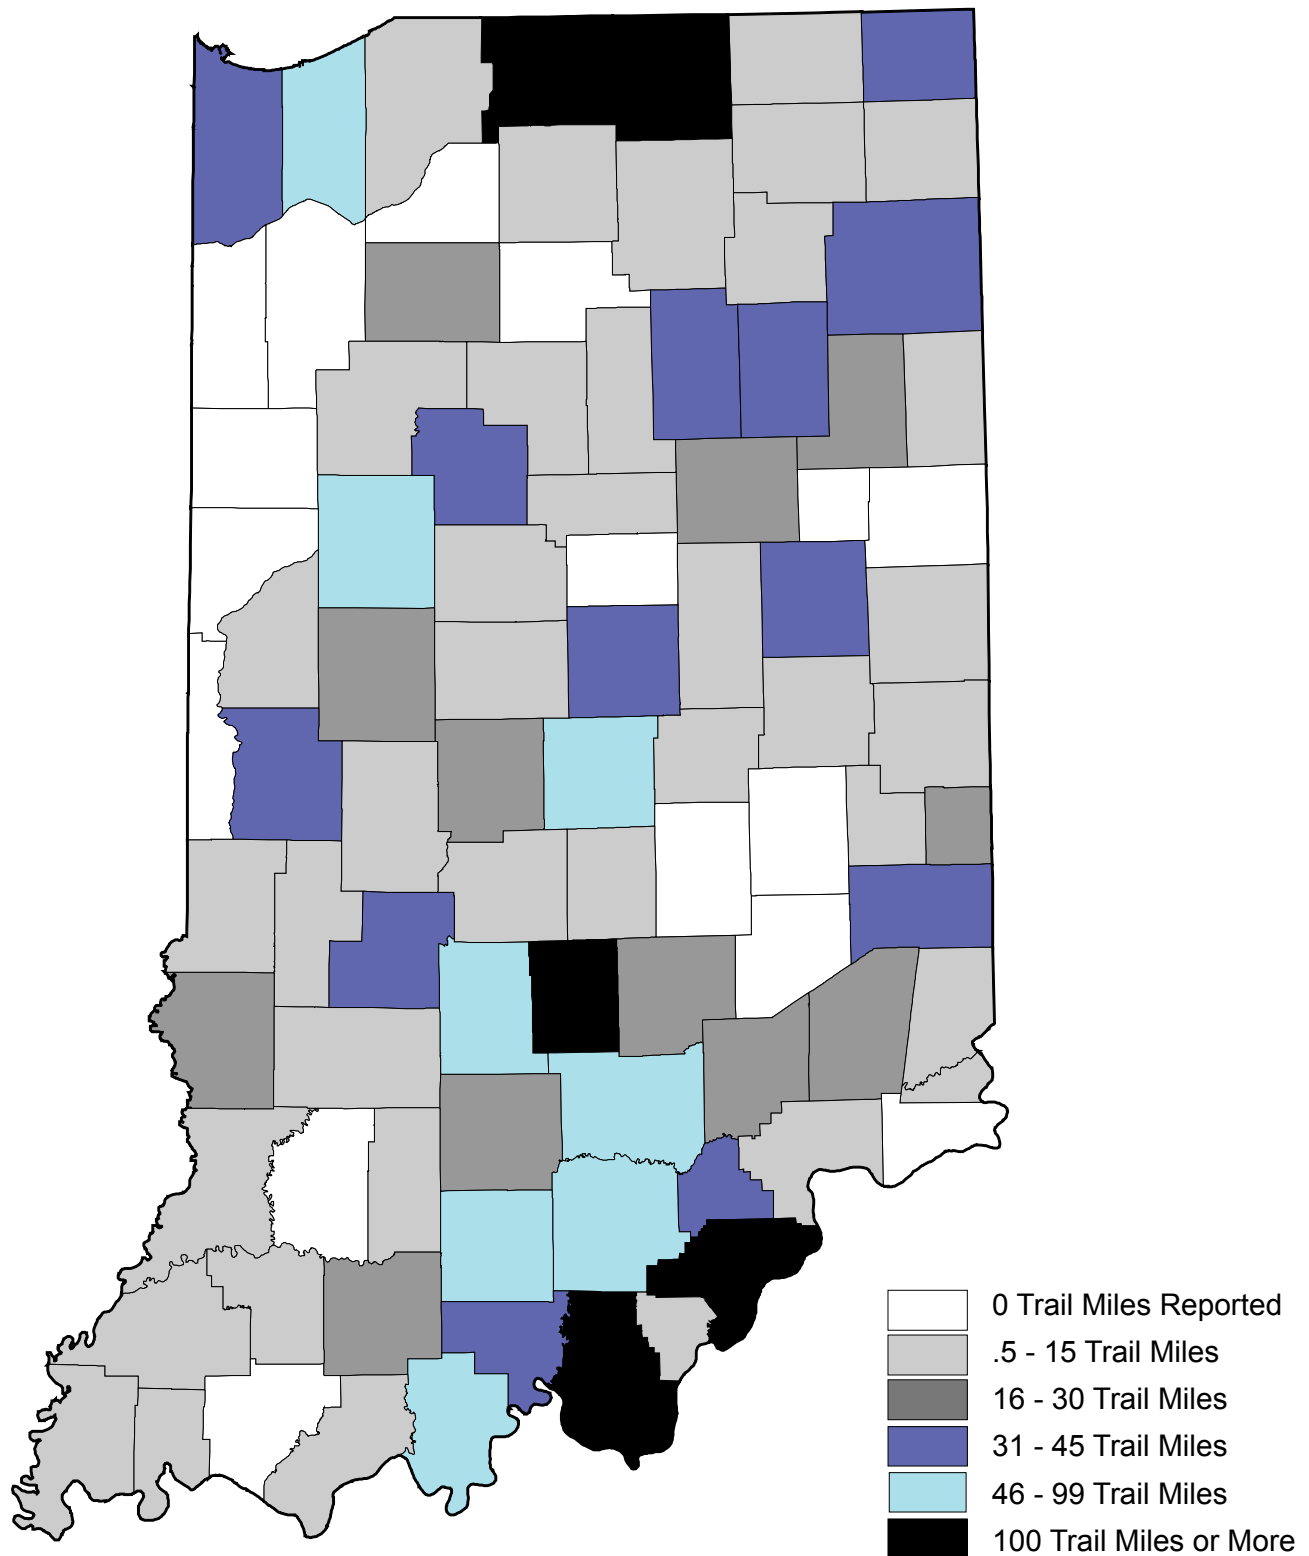 0 Trail Miles Reported
.5 - 15 Trail Miles
16 - 30 Trail Miles
31 - 45 Trail Miles
46 - 99 Trail Miles
100 Trail Miles or More